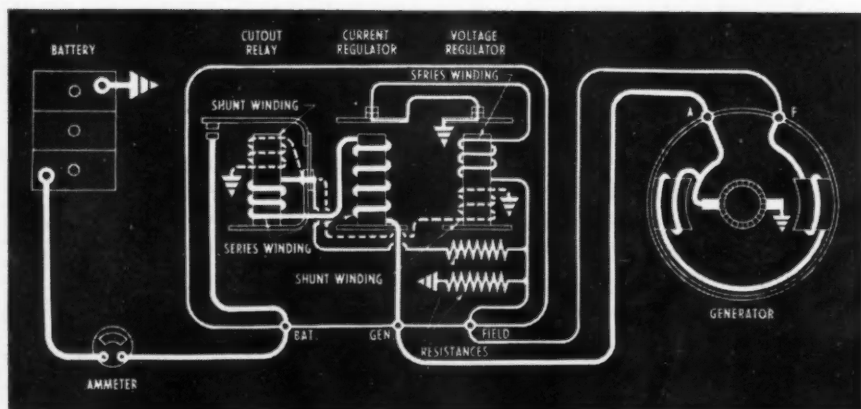 BATTERY
CUTOUT
RELAY
CURRENT
REGULATOR
VOLTAGE
REGULATOR
SERIES WINDING
SHUNT WINDING
A
F
SERIES WINDING
SHUNT WINDING
GENERATOR
BAT.
GEN
FIELD
RESISTANCES
AMMETER